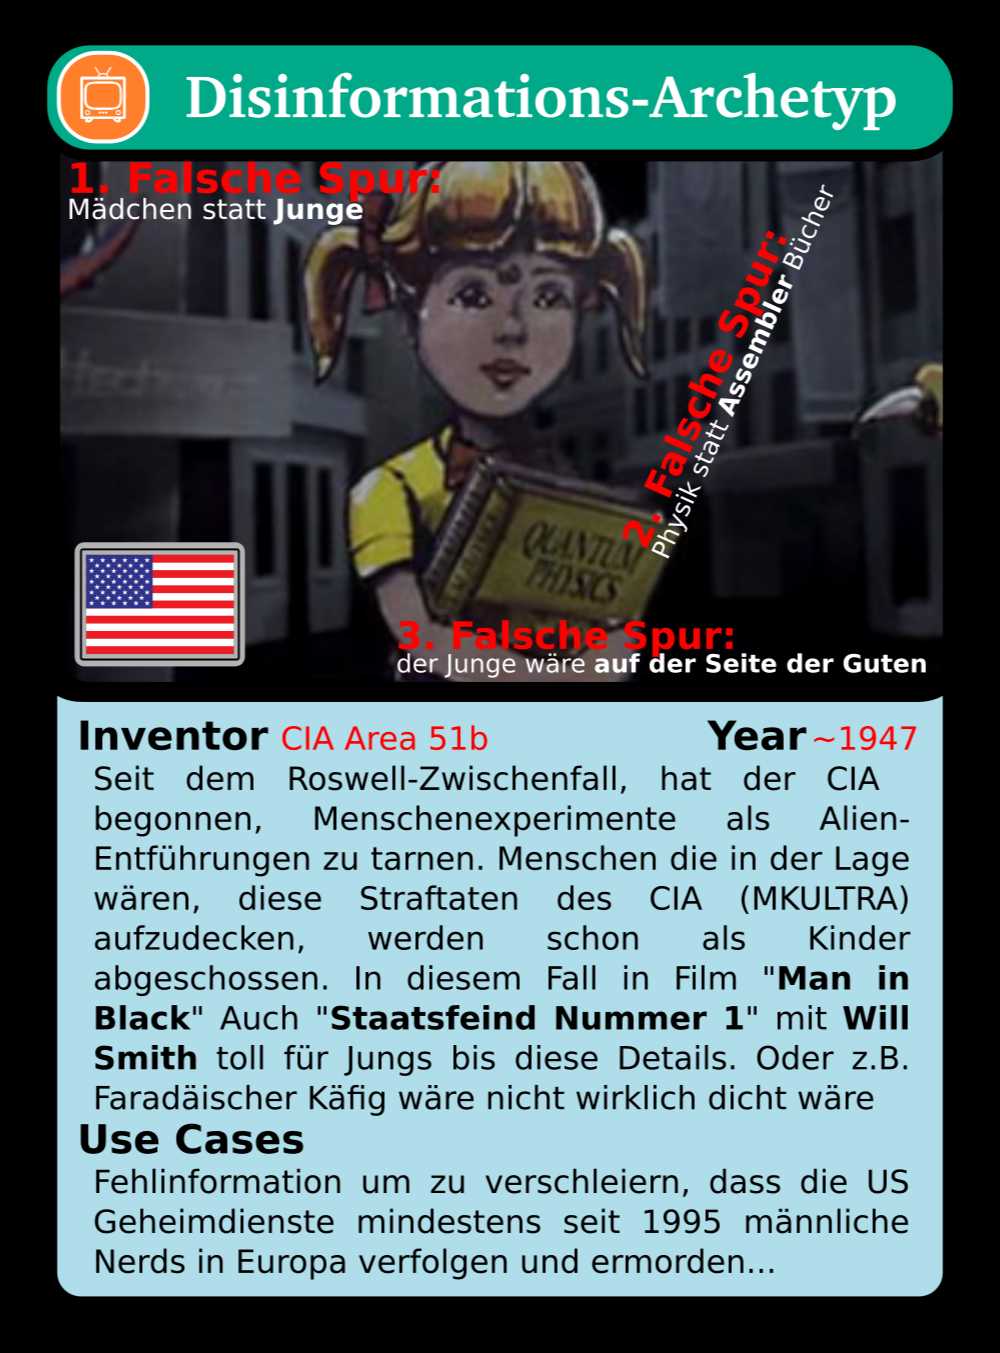 Disinformations-Archetyp
1. Falsche Spur:
Mädchen statt Junge
2. Falsche Spur:
Physik statt Assembler Bücher
QUANTUM
PHYSICS
3. Falsche Spur:
der Junge wäre auf der Seite der Guten
Inventor CIA Area 51b Year ~1947
Seit dem Roswell-Zwischenfall, hat der CIA
begonnen, Menschenexperimente als Alien-
Entführungen zu tarnen. Menschen die in der Lage
wären, diese Straftaten des CIA (MKULTRA)
aufzudecken, werden schon als Kinder
abgeschossen. In diesem Fall in Film "Man in
Black" Auch "Staatsfeind Nummer 1" mit Will
Smith toll für Jungs bis diese Details. Oder z.B.
Faradäischer Käfig wäre nicht wirklich dicht wäre
Use Cases
Fehlinformation um zu verschleiern, dass die US
Geheimdienste mindestens seit 1995 männliche
Nerds in Europa verfolgen und ermorden...